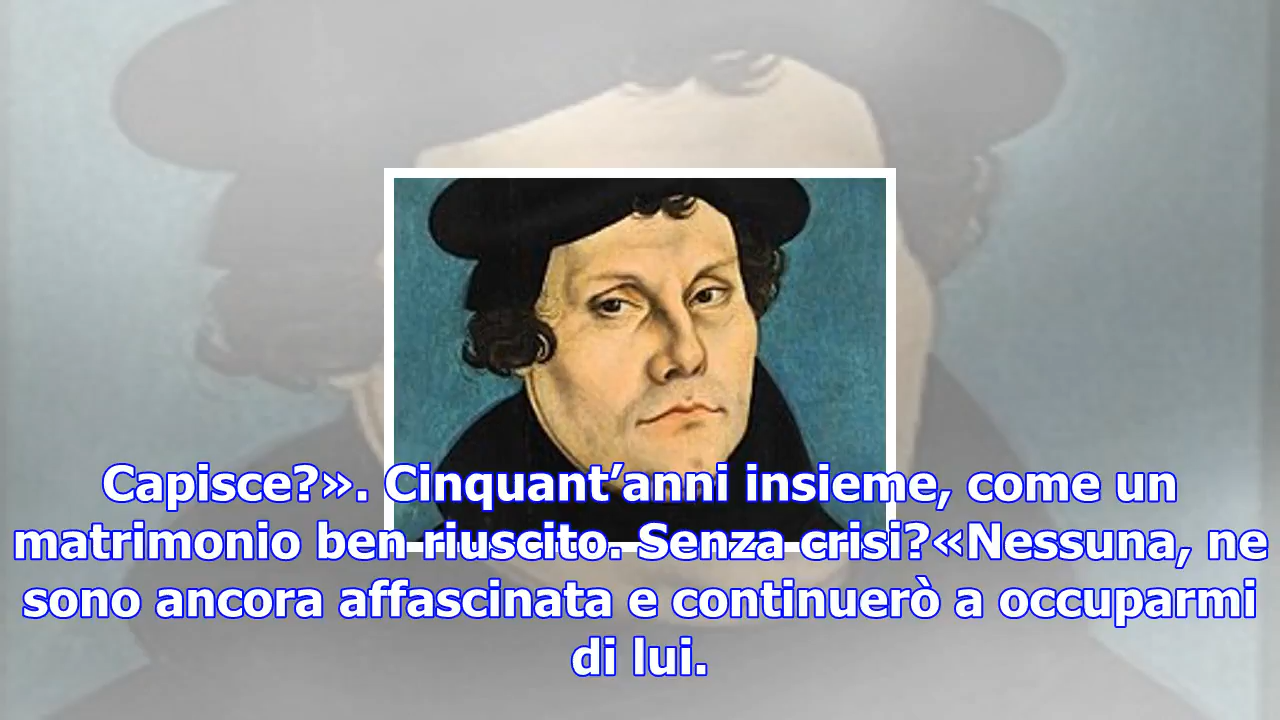 Capisce?». Cinquant’anni insieme, come un
matrimonio ben riuscito. Senza crisi?«Nessuna, ne
sono ancora affascinata e continuerò a occuparmi
di lui.